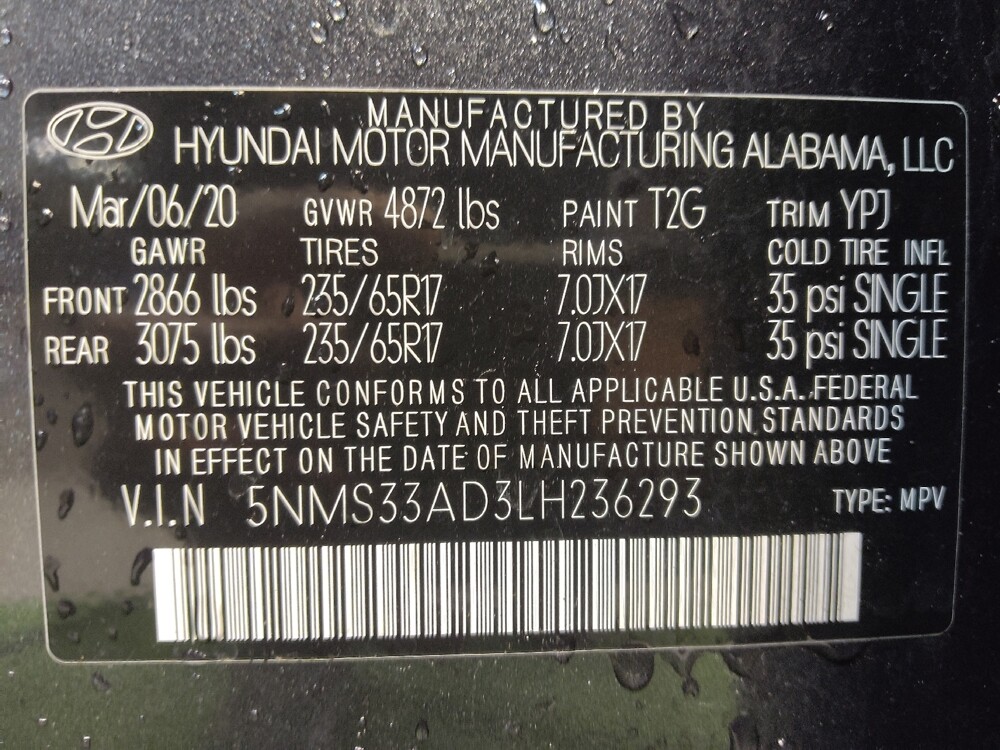 MANUFACTURED BY
HYUNDAI MOTOR MANUFACTURING ALABAMA, LLC
Mar/06/20 GVWR 4872 lbs PAINT T2G TRIM YPJ
GAWR TIRES RIMS COLD TIRE INFL
FRONT 2866 lbs 235/65R17 7.0JX17 35 psi SINGLE
REAR 3075 lbs 235/65R17 7.0JX17 35 psi SINGLE
THIS VEHICLE CONFORMS TO ALL APPLICABLE U.S.A. FEDERAL
MOTOR VEHICLE SAFETY AND THEFT PREVENTION STANDARDS
IN EFFECT ON THE DATE OF MANUFACTURE SHOWN ABOVE
V.I.N 5NMS33AD3LH236293 TYPE: MPV